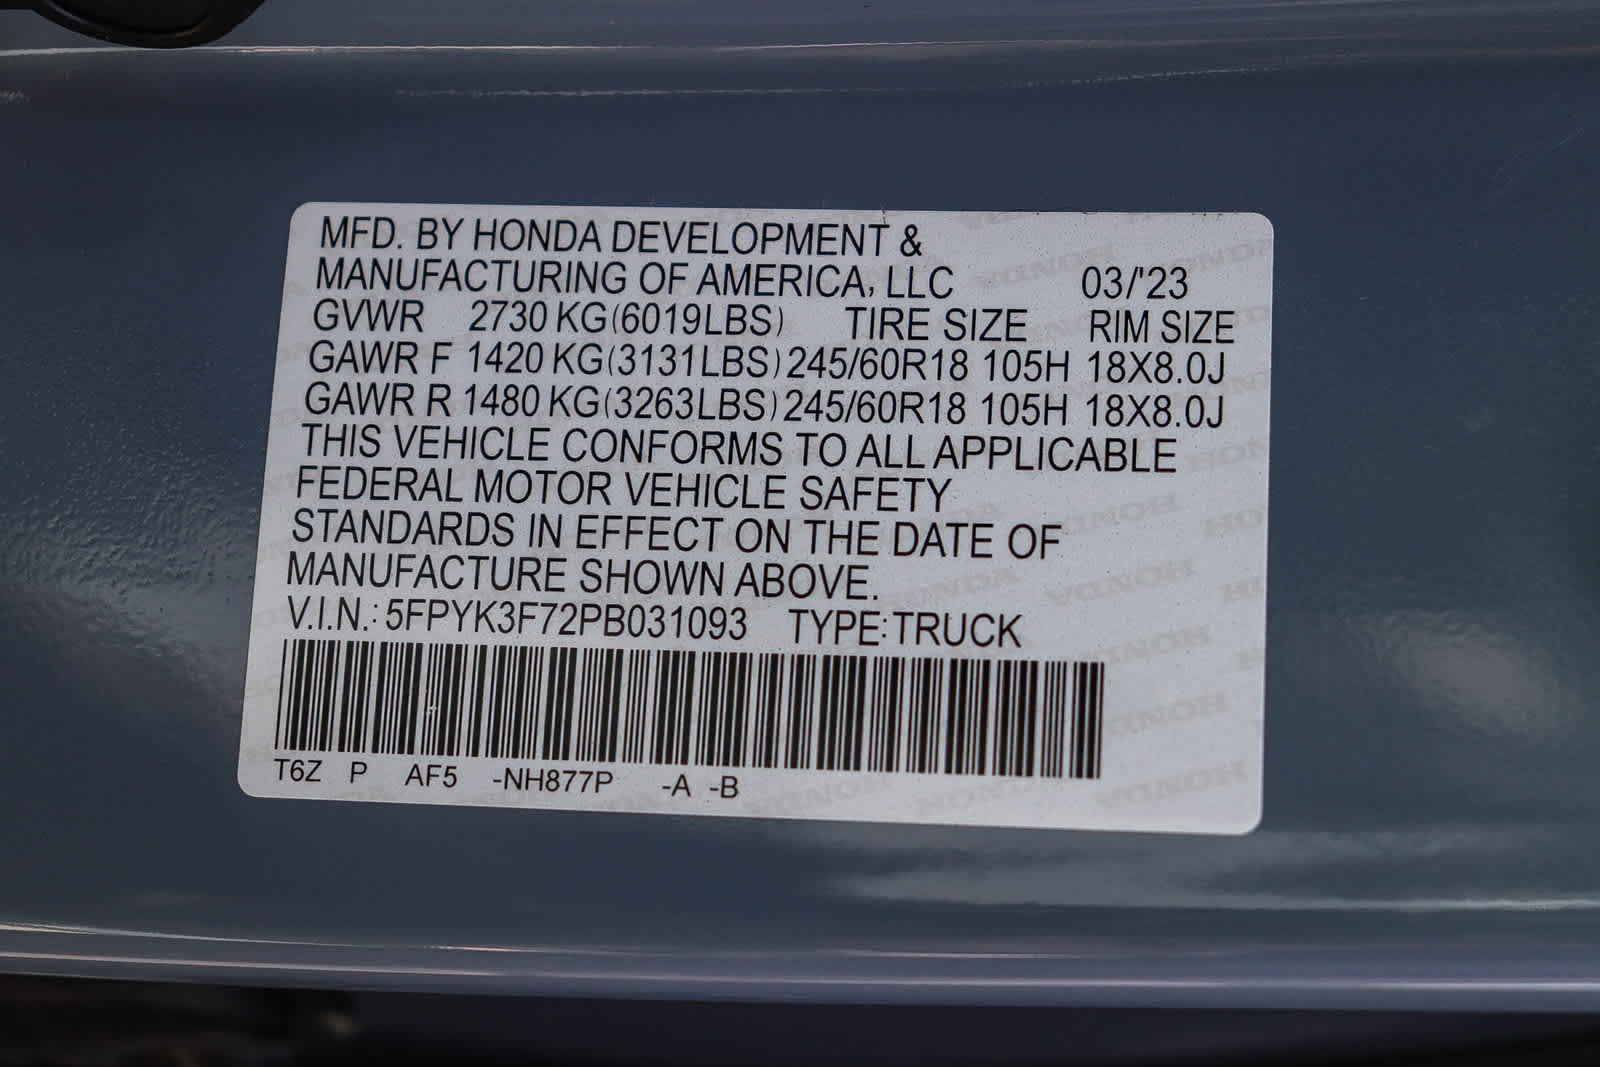 MFD. BY HONDA DEVELOPMENT &
MANUFACTURING OF AMERICA, LLC 03/'23
GVWR 2730 KG(6019LBS) TIRE SIZE RIM SIZE
GAWR F 1420 KG(3131LBS) 245/60R18 105H 18X8.0J
GAWR R 1480 KG(3263LBS) 245/60R18 105H 18X8.0J
THIS VEHICLE CONFORMS TO ALL APPLICABLE
FEDERAL MOTOR VEHICLE SAFETY
STANDARDS IN EFFECT ON THE DATE OF
MANUFACTURE SHOWN ABOVE.
V.I.N.: 5FPYK3F72PB031093 TYPE: TRUCK
T6Z P AF5 -NH877P -A -B